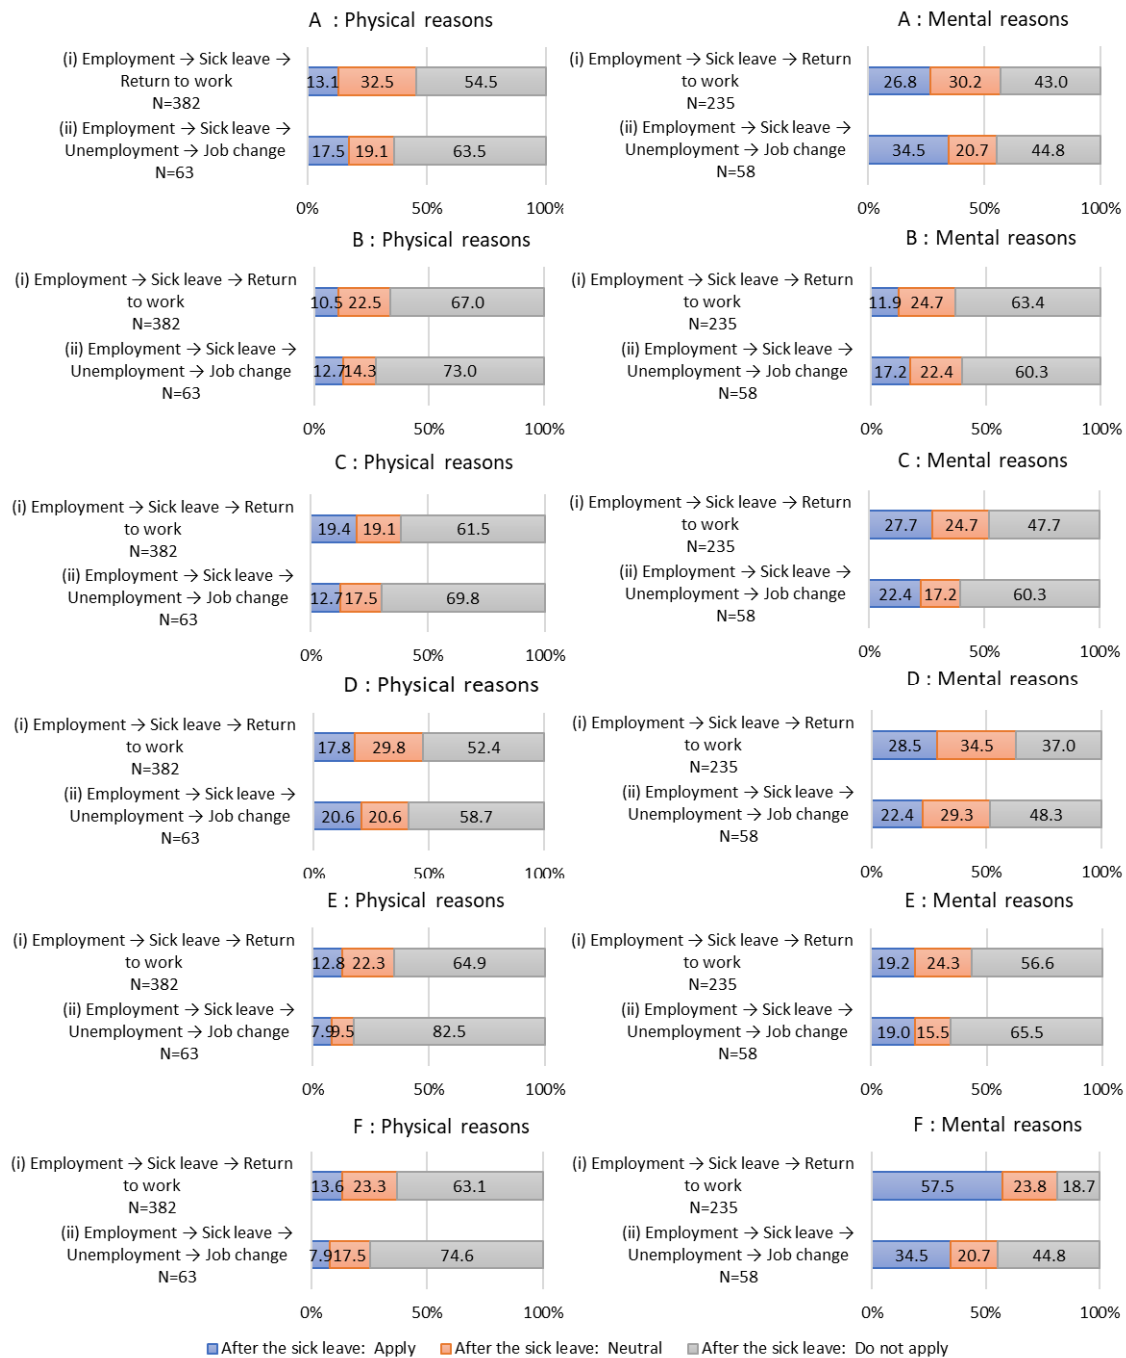 A : Physical reasons
(i) Employment → Sick leave →
Return to work
N=382
13.1 32.5 54.5
(ii) Employment → Sick leave →
Unemployment → Job change
N=63
17.5 19.1 63.5
0% 50% 100%
A : Mental reasons
(i) Employment → Sick leave → Return
to work
N=235
26.8 30.2 43.0
(ii) Employment → Sick leave →
Unemployment → Job change
N=58
34.5 20.7 44.8
0% 50% 100%
B : Physical reasons
(i) Employment → Sick leave → Return
to work
N=382
10.5 22.5 67.0
(ii) Employment → Sick leave →
Unemployment → Job change
N=63
12.7 14.3 73.0
0% 50% 100%
B : Mental reasons
(i) Employment → Sick leave → Return
to work
N=235
11.9 24.7 63.4
(ii) Employment → Sick leave →
Unemployment → Job change
N=58
17.2 22.4 60.3
0% 50% 100%
C : Physical reasons
(i) Employment → Sick leave → Return
to work
N=382
19.4 19.1 61.5
(ii) Employment → Sick leave →
Unemployment → Job change
N=63
12.7 17.5 69.8
0% 50% 100%
C : Mental reasons
(i) Employment → Sick leave → Return
to work
N=235
27.7 24.7 47.7
(ii) Employment → Sick leave →
Unemployment → Job change
N=58
22.4 17.2 60.3
0% 50% 100%
D : Physical reasons
(i) Employment → Sick leave → Return
to work
N=382
17.8 29.8 52.4
(ii) Employment → Sick leave →
Unemployment → Job change
N=63
20.6 20.6 58.7
0% 50% 100%
D : Mental reasons
(i) Employment → Sick leave → Return
to work
N=235
28.5 34.5 37.0
(ii) Employment → Sick leave →
Unemployment → Job change
N=58
22.4 29.3 48.3
0% 50% 100%
E : Physical reasons
(i) Employment → Sick leave → Return
to work
N=382
12.8 22.3 64.9
(ii) Employment → Sick leave →
Unemployment → Job change
N=63
7.9 9.5 82.5
0% 50% 100%
E : Mental reasons
(i) Employment → Sick leave → Return
to work
N=235
19.2 24.3 56.6
(ii) Employment → Sick leave →
Unemployment → Job change
N=58
19.0 15.5 65.5
0% 50% 100%
F : Physical reasons
(i) Employment → Sick leave → Return
to work
N=382
13.6 23.3 63.1
(ii) Employment → Sick leave →
Unemployment → Job change
N=63
7.9 17.5 74.6
0% 50% 100%
F : Mental reasons
(i) Employment → Sick leave → Return
to work
N=235
57.5 23.8 18.7
(ii) Employment → Sick leave →
Unemployment → Job change
N=58
34.5 20.7 44.8
0% 50% 100%
After the sick leave: Apply After the sick leave: Neutral After the sick leave: Do not apply